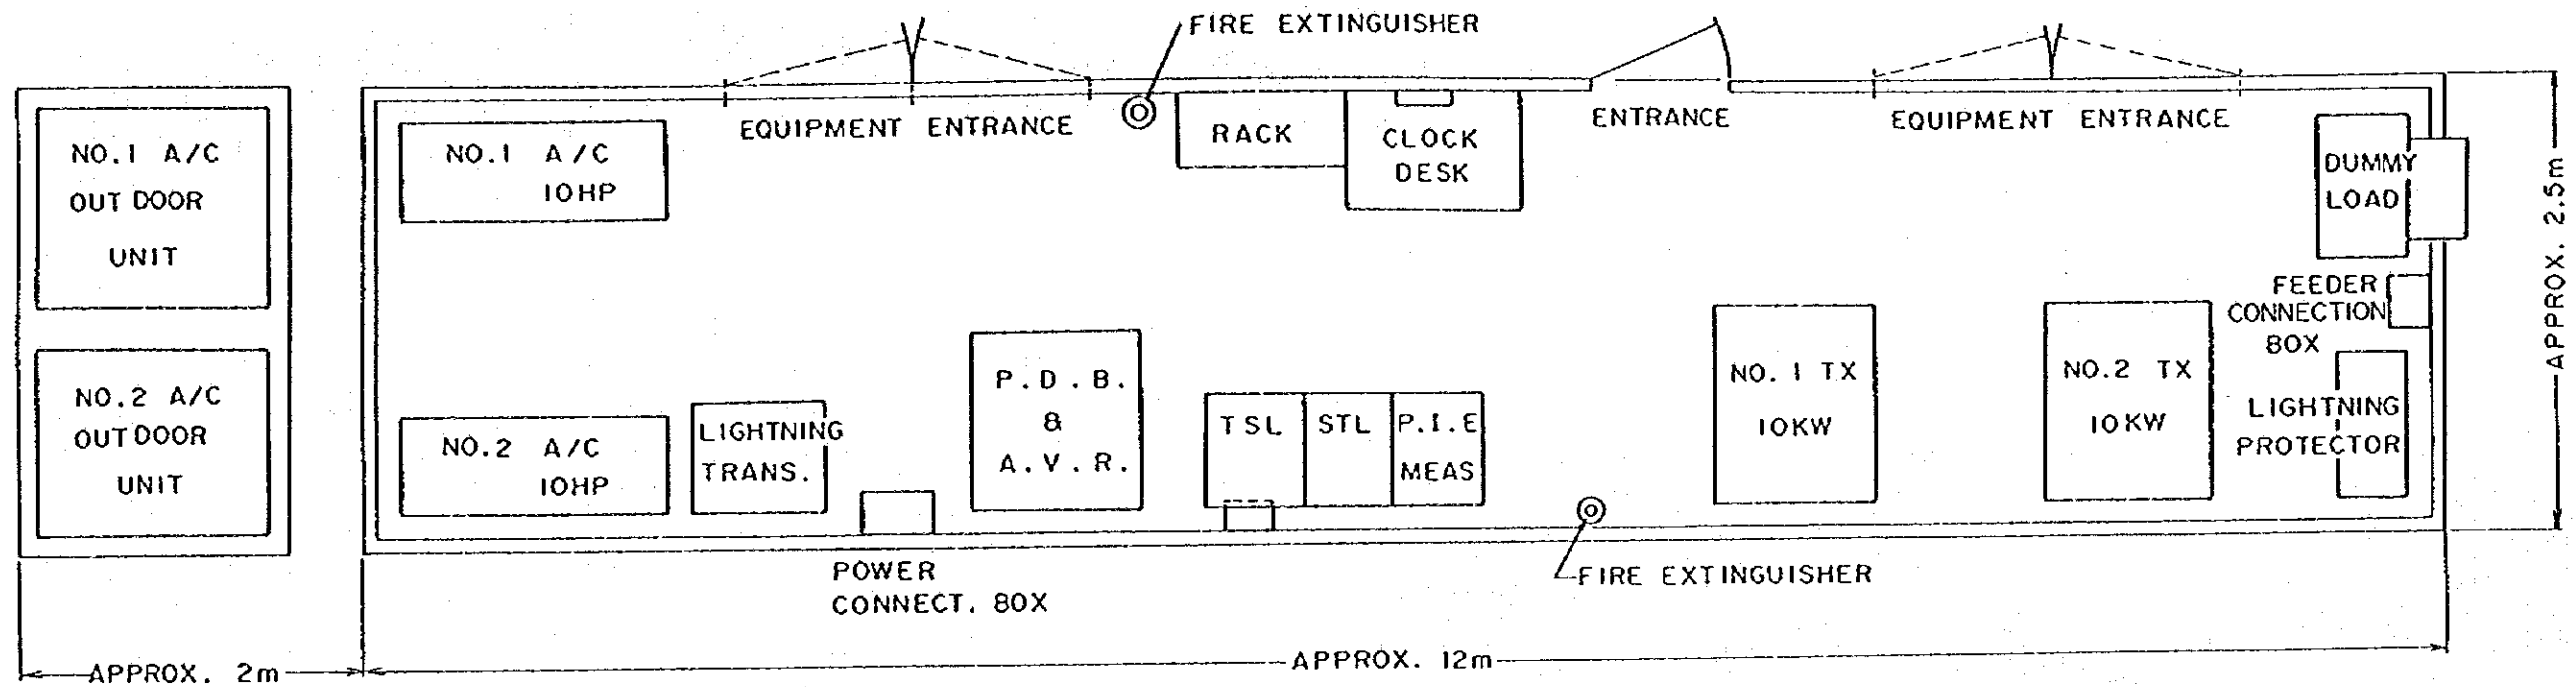 FIRE EXTINGUISHER
NO.1 A/C
OUT DOOR
UNIT
NO.2 A/C
OUT DOOR
UNIT
NO.1 A/C
10HP
EQUIPMENT ENTRANCE
RACK
CLOCK
DESK
ENTRANCE
EQUIPMENT ENTRANCE
DUMMY
LOAD
FEEDER
CONNECTION
BOX
NO.2 A/C
10HP
LIGHTNING
TRANS.
P.D.B.
&
A.V.R.
TSL
STL
P.I.E
MEAS
NO.1 TX
10KW
NO.2 TX
10KW
LIGHTNING
PROTECTOR
POWER
CONNECT. BOX
FIRE EXTINGUISHER
APPROX. 2m
APPROX. 12m
APPROX. 2.5m